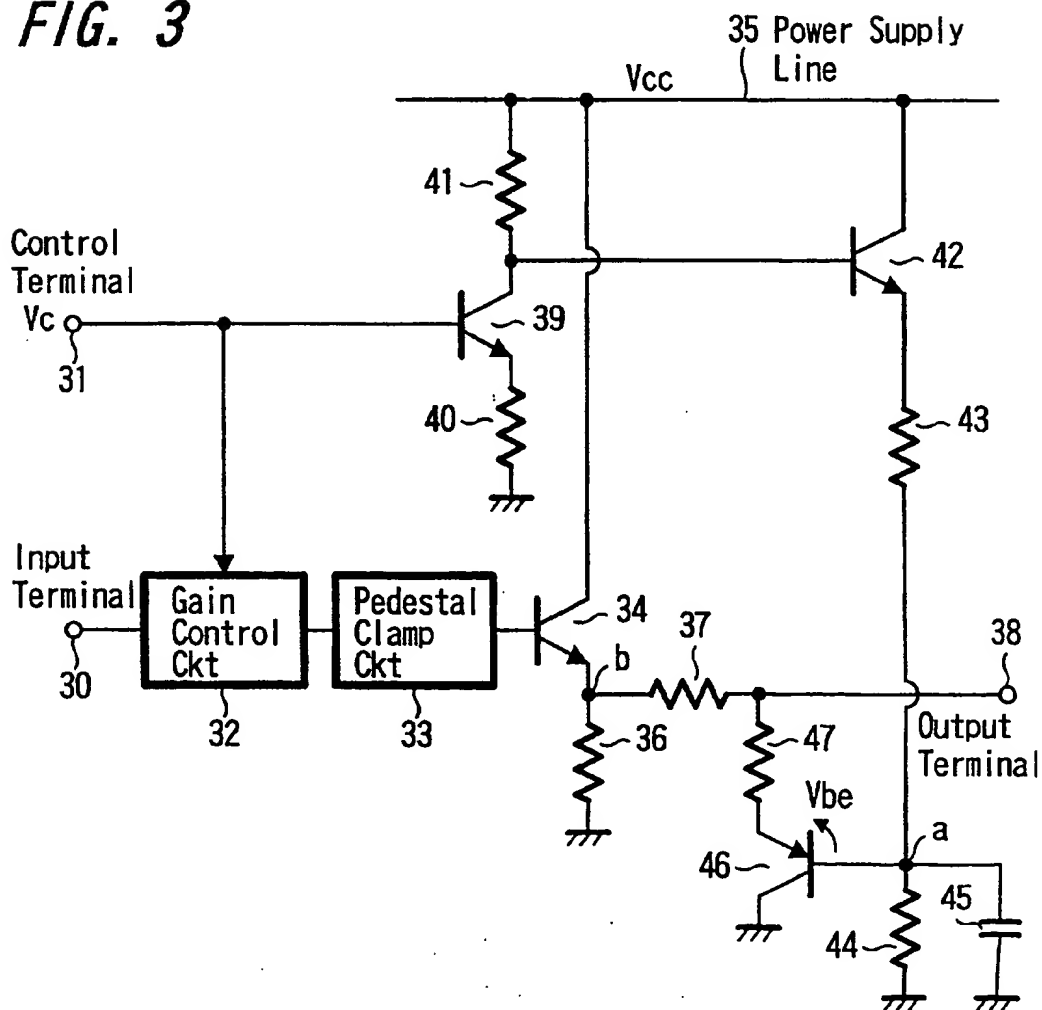 FIG. 3
35 Power Supply
Line
Vcc
41
42
Control
Terminal
Vc
39
31
40
43
Input
Terminal
Gain
Control
Ckt
Pedestal
Clamp
Ckt
34
37
38
b
30
32
33
36
47
Output
Terminal
Vbe
a
46
45
44